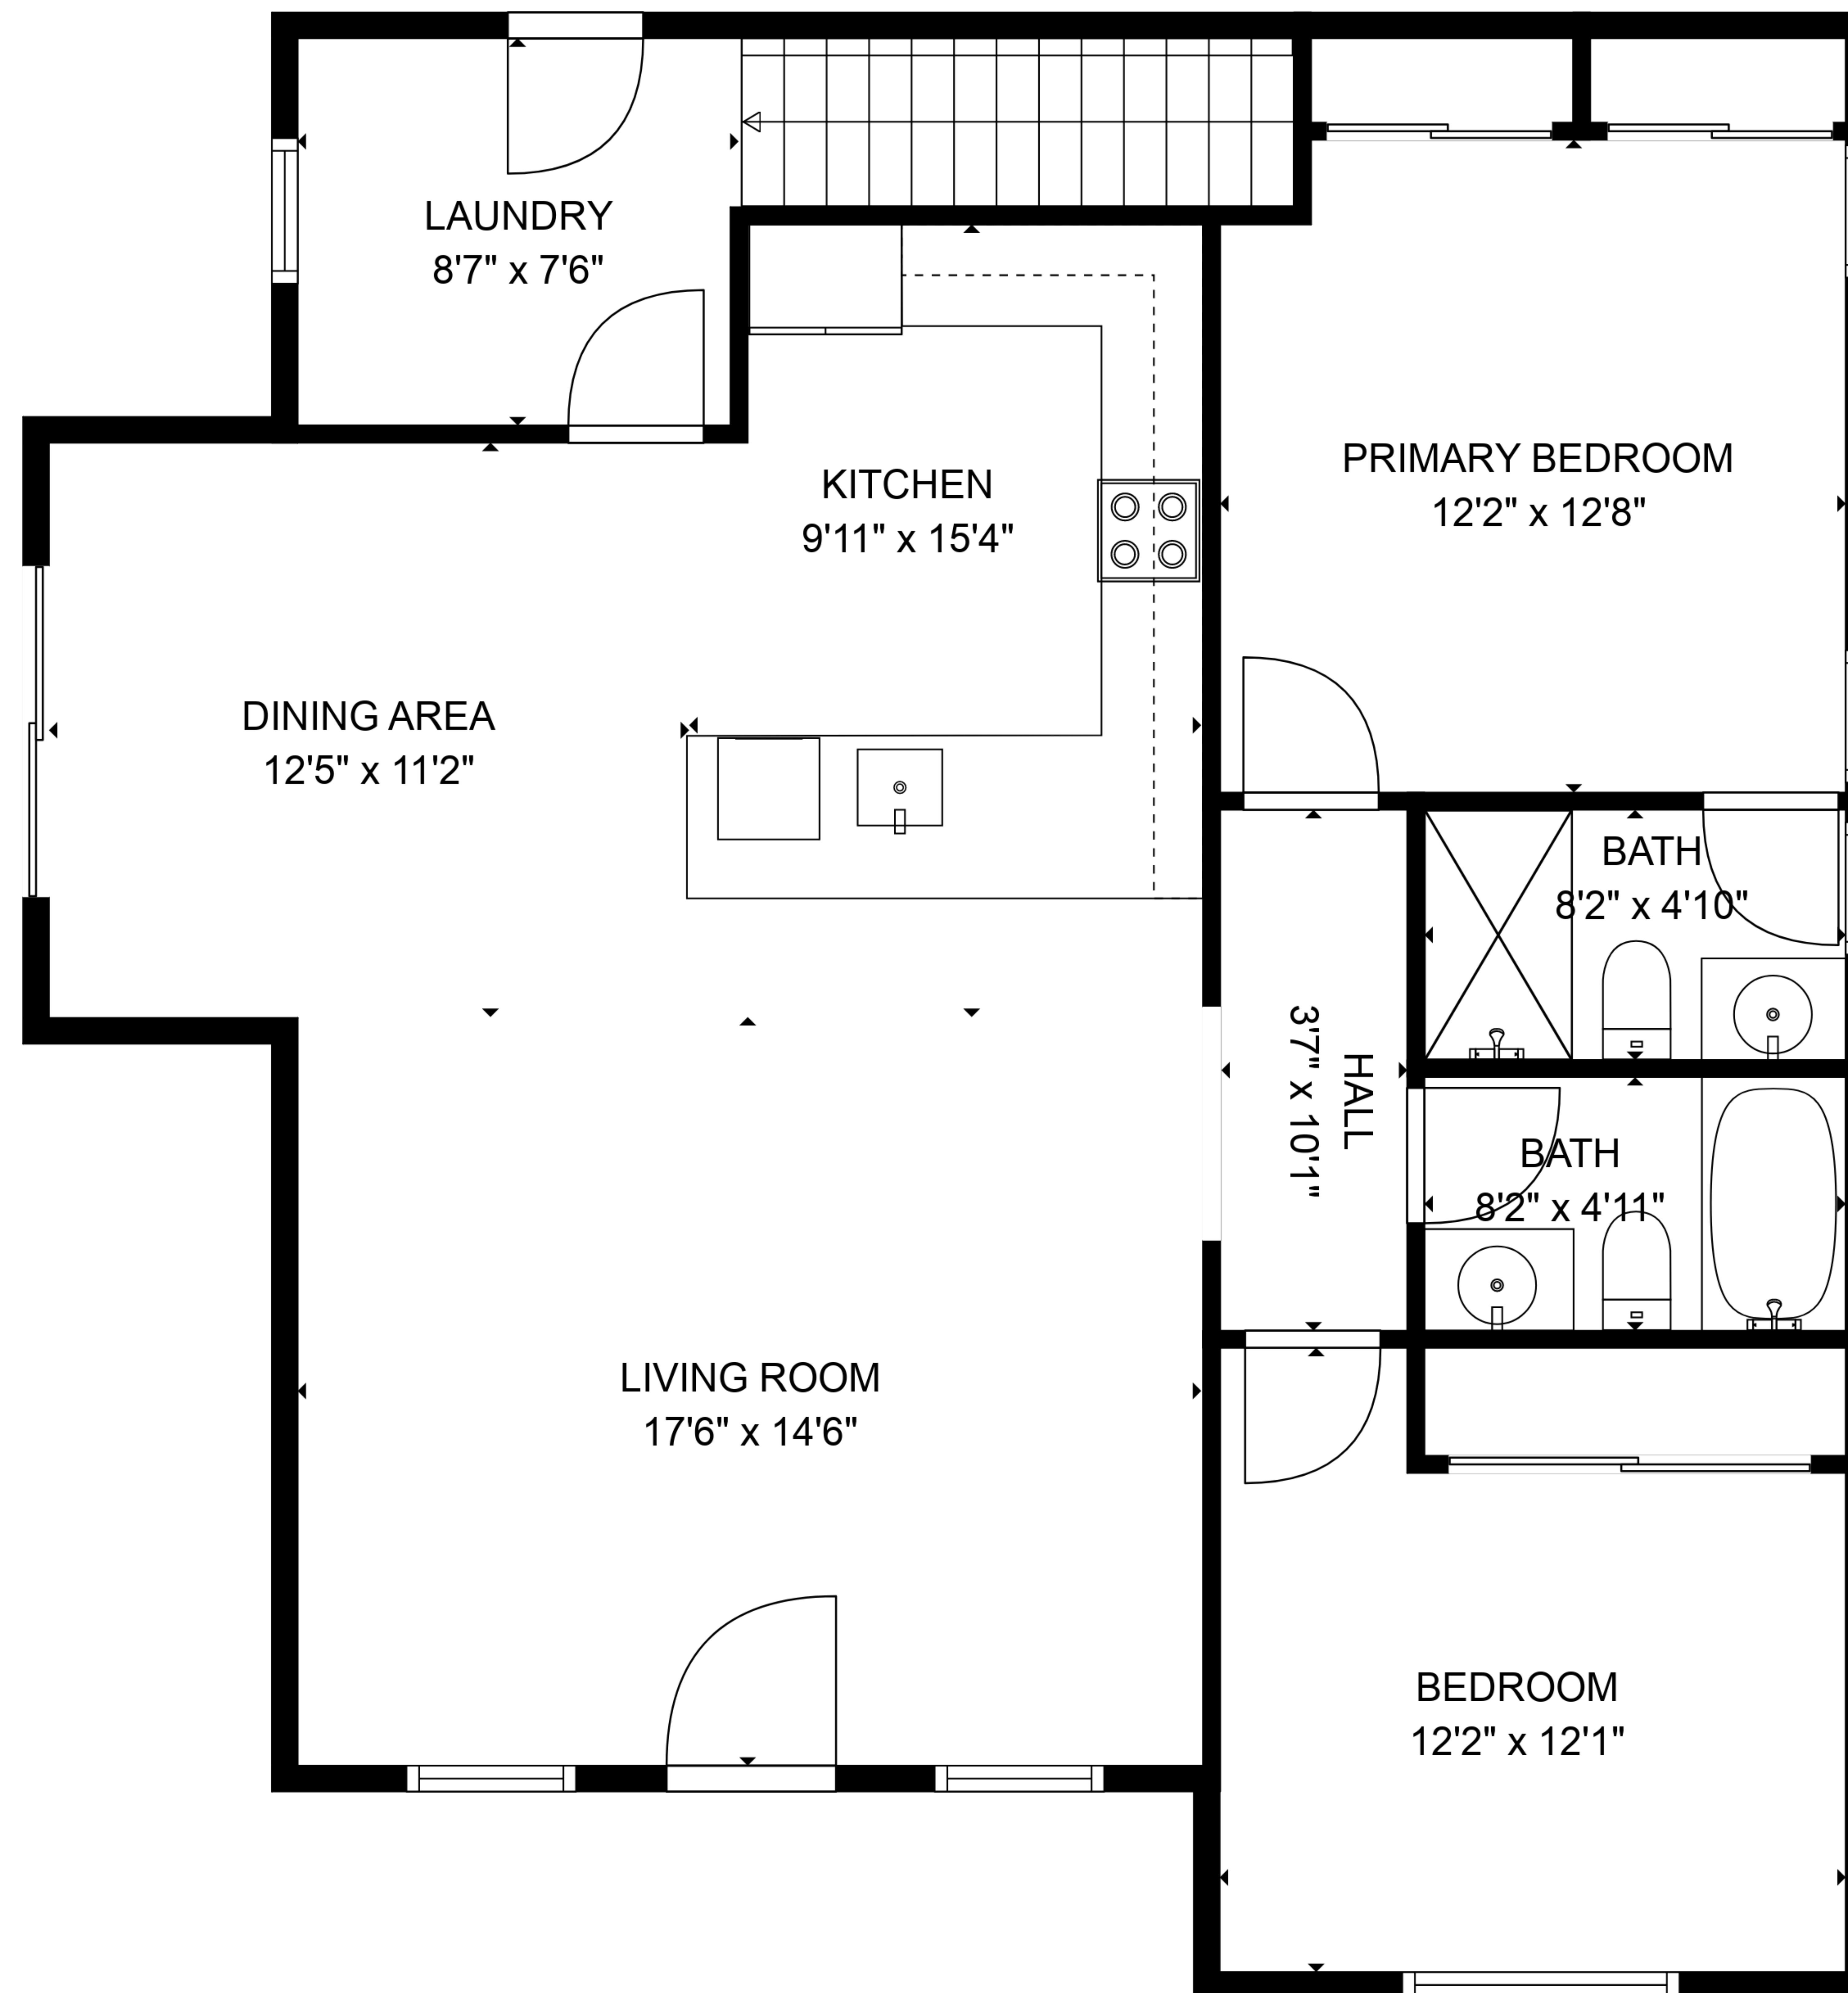 LAUNDRY
8'7" x 7'6"
KITCHEN
9'11" x 15'4"
PRIMARY BEDROOM
12'2" x 12'8"
DINING AREA
12'5" x 11'2"
BATH
8'2" x 4'10"
HALL
3'7" x 10'1"
BATH
8'2" x 4'11"
LIVING ROOM
17'6" x 14'6"
BEDROOM
12'2" x 12'1"